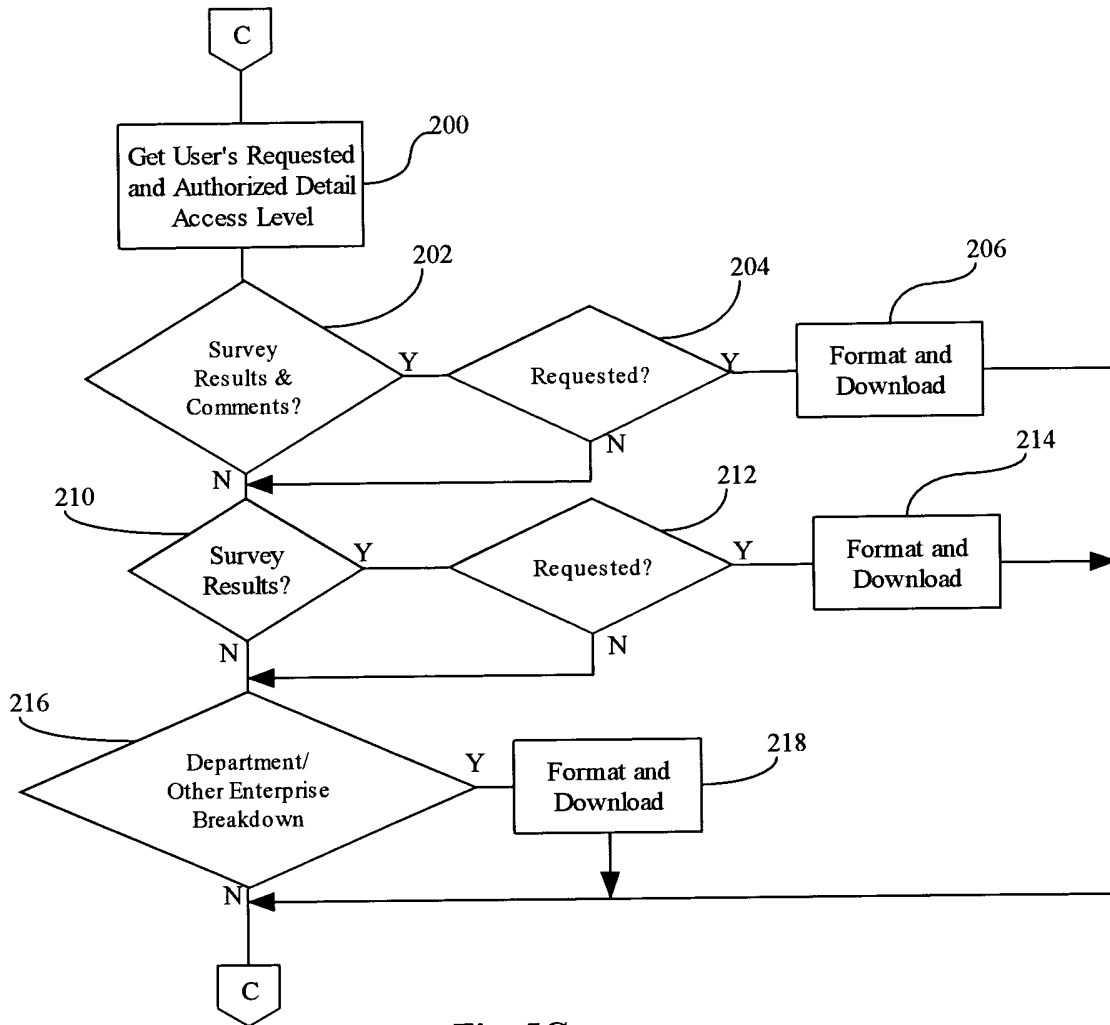 C
200
Get User's Requested
and Authorized Detail
Access Level
202
204
206
Survey
Results &
Comments?
Y
Requested?
Y
Format and
Download
N
N
210
212
214
Survey
Results?
Y
Requested?
Y
Format and
Download
N
N
216
218
Department/
Other Enterprise
Breakdown
Y
Format and
Download
N
C